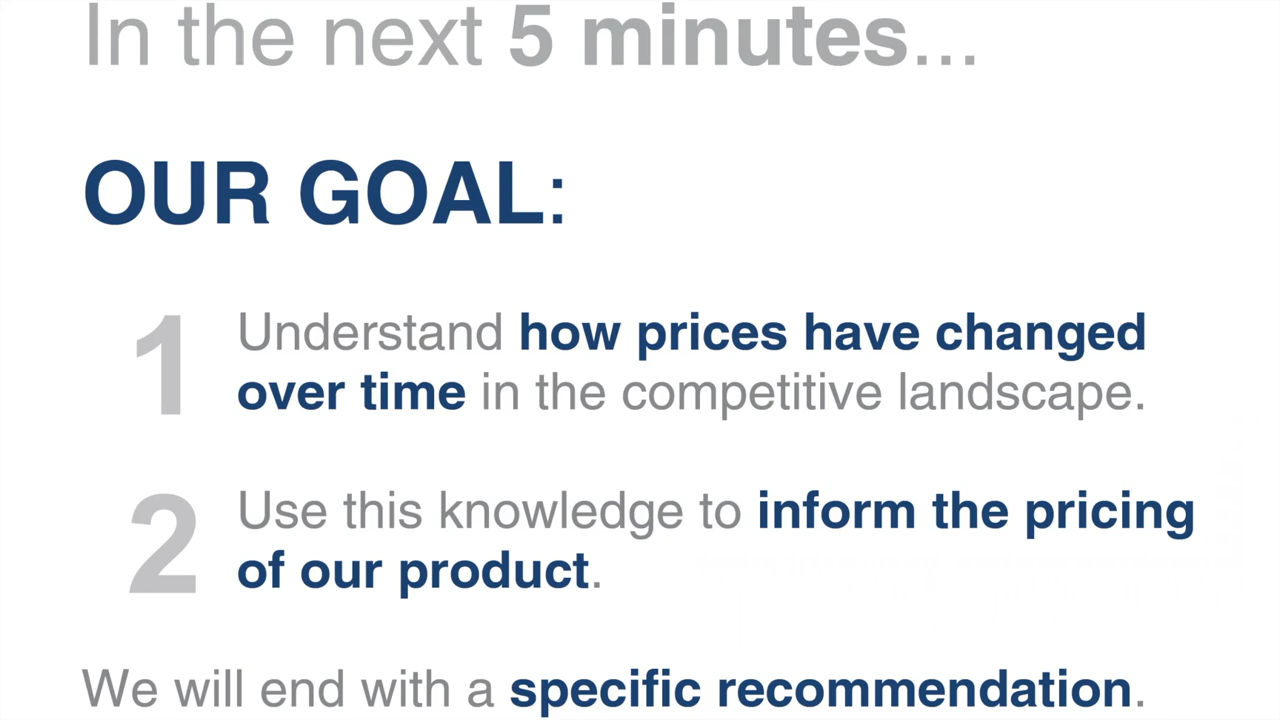 In the next 5 minutes...
OUR GOAL:
1 Understand how prices have changed
over time in the competitive landscape.
2 Use this knowledge to inform the pricing
of our product.
We will end with a specific recommendation.